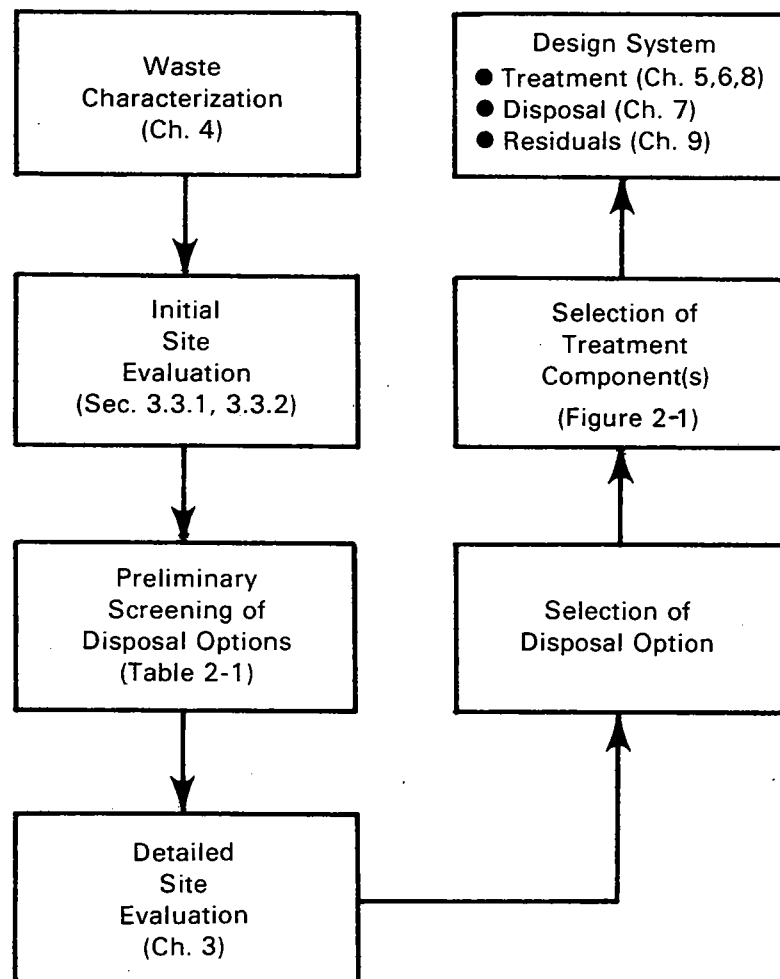 Waste
Characterization
(Ch. 4)
Initial
Site
Evaluation
(Sec. 3.3.1, 3.3.2)
Preliminary
Screening of
Disposal Options
(Table 2-1)
Detailed
Site
Evaluation
(Ch. 3)
Selection of
Disposal Option
Selection of
Treatment
Component(s)
(Figure 2-1)
Design System
● Treatment (Ch. 5,6,8)
● Disposal (Ch. 7)
● Residuals (Ch. 9)